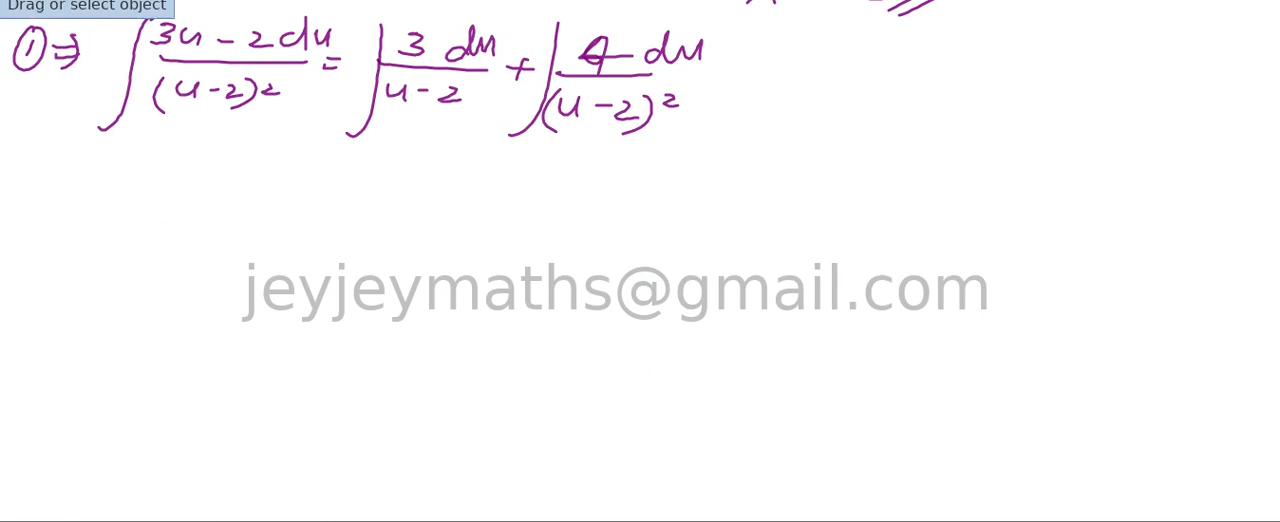 Drag or select object
① ⇒ ∫ (3u - 2 du)/((u-2)²) = ∫ (3 du)/(u-2) + ∫ (4 du)/((u-2)²)
jeyjeymaths@gmail.com